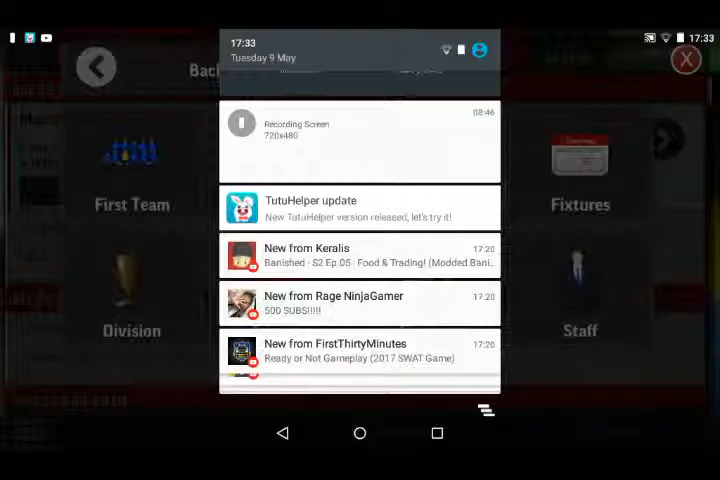 17:33
17:33
Tuesday 9 May
Back
08:46
Recording Screen
720x480
First Team
Fixtures
TutuHelper update
New TutuHelper version released, let's try it!
New from Keralis
17:20
Banished - S2 Ep.05 : Food & Trading! (Modded Bani..
New from Rage NinjaGamer
17:20
500 SUBS!!!!!
Division
Staff
New from FirstThirtyMinutes
17:20
Ready or Not Gameplay (2017 SWAT Game)